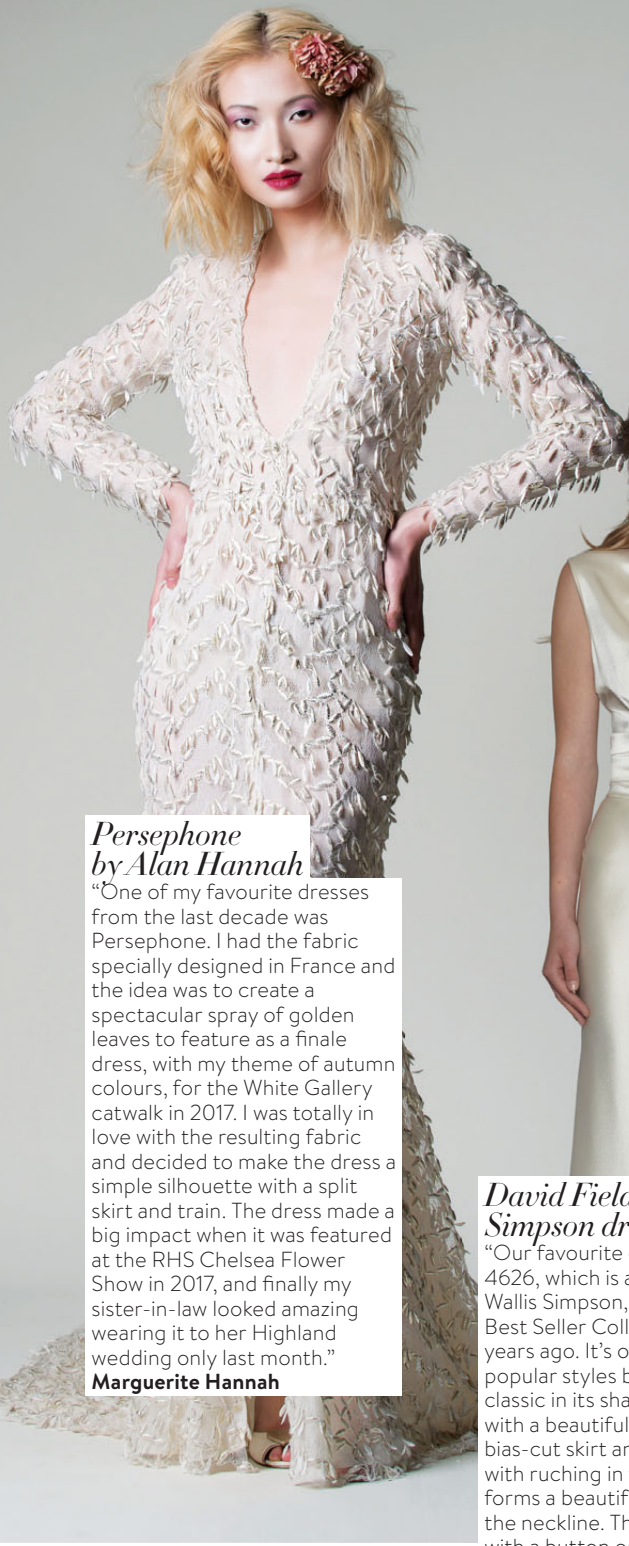 Persephone
by Alan Hannah
“One of my favourite dresses
from the last decade was
Persephone. I had the fabric
specially designed in France and
the idea was to create a
spectacular spray of golden
leaves to feature as a finale
dress, with my theme of autumn
colours, for the White Gallery
catwalk in 2017. I was totally in
love with the resulting fabric
and decided to make the dress a
simple silhouette with a split
skirt and train. The dress made a
big impact when it was featured
at the RHS Chelsea Flower
Show in 2017, and finally my
sister-in-law looked amazing
wearing it to her Highland
wedding only last month.”
Marguerite Hannah
David
Simpson
“Our favourite
4626, which is
Wallis Simpson,
Best Seller
years ago. It’s
popular styles
classic in its
with a beautiful
bias-cut skirt
with ruching in
forms a
the neckline.
with a button